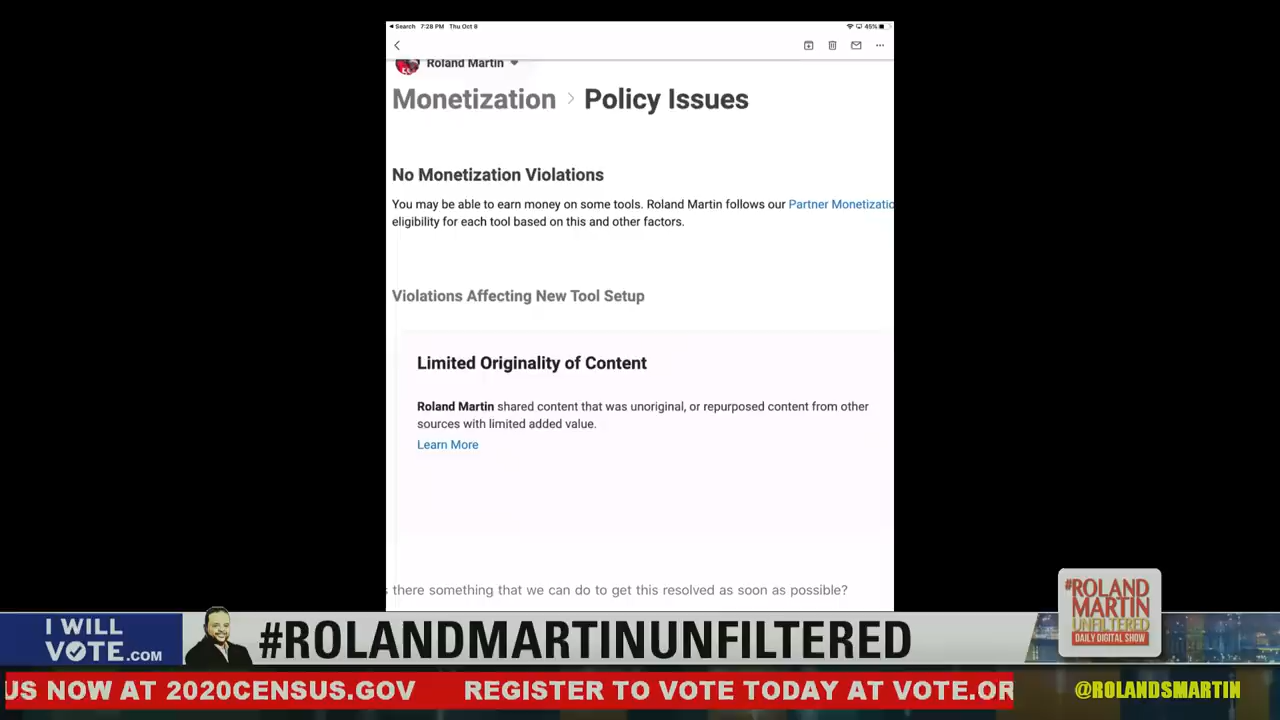 Search 7:28 PM Thu Oct 8
45%
Roland Martin
Monetization > Policy Issues
No Monetization Violations
You may be able to earn money on some tools. Roland Martin follows our Partner Monetizatio
eligibility for each tool based on this and other factors.
Violations Affecting New Tool Setup
Limited Originality of Content
Roland Martin shared content that was unoriginal, or repurposed content from other
sources with limited added value.
Learn More
there something that we can do to get this resolved as soon as possible?
I WILL
VOTE.COM
#ROLANDMARTINUNFILTERED
#ROLAND
MARTIN
UNFILTERED
DAILY DIGITAL SHOW
US NOW AT 2020CENSUS.GOV REGISTER TO VOTE TODAY AT VOTE.OR
@ROLANDSMARTIN